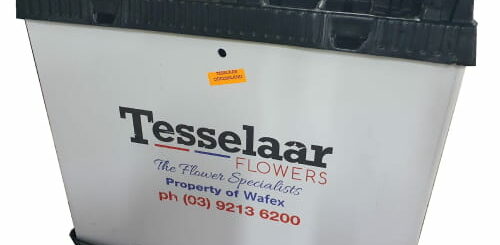 Tesselaar
FLOWERS
The Flower Specialists
Property of Wafex
ph (03) 9213 6200